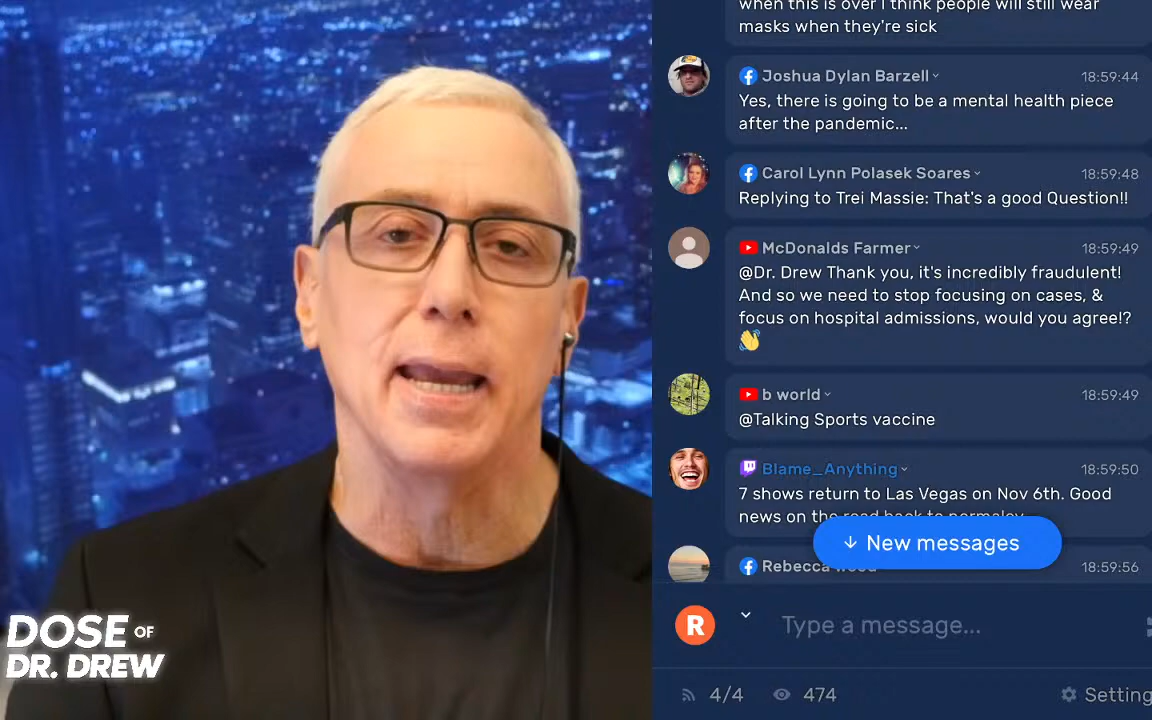 when this is over I think people will still wear
masks when they're sick
Joshua Dylan Barzell 18:59:44
Yes, there is going to be a mental health piece
after the pandemic...
Carol Lynn Polasek Soares 18:59:48
Replying to Trei Massie: That's a good Question!!
McDonalds Farmer 18:59:49
@Dr. Drew Thank you, it's incredibly fraudulent!
And so we need to stop focusing on cases, &
focus on hospital admissions, would you agree!?
b world 18:59:49
@Talking Sports vaccine
Blame_Anything 18:59:50
7 shows return to Las Vegas on Nov 6th. Good
news on the road back to normalcy
↓ New messages
Rebecca 18:59:56
R
Type a message...
4/4 474 Setting
DOSE OF
DR. DREW